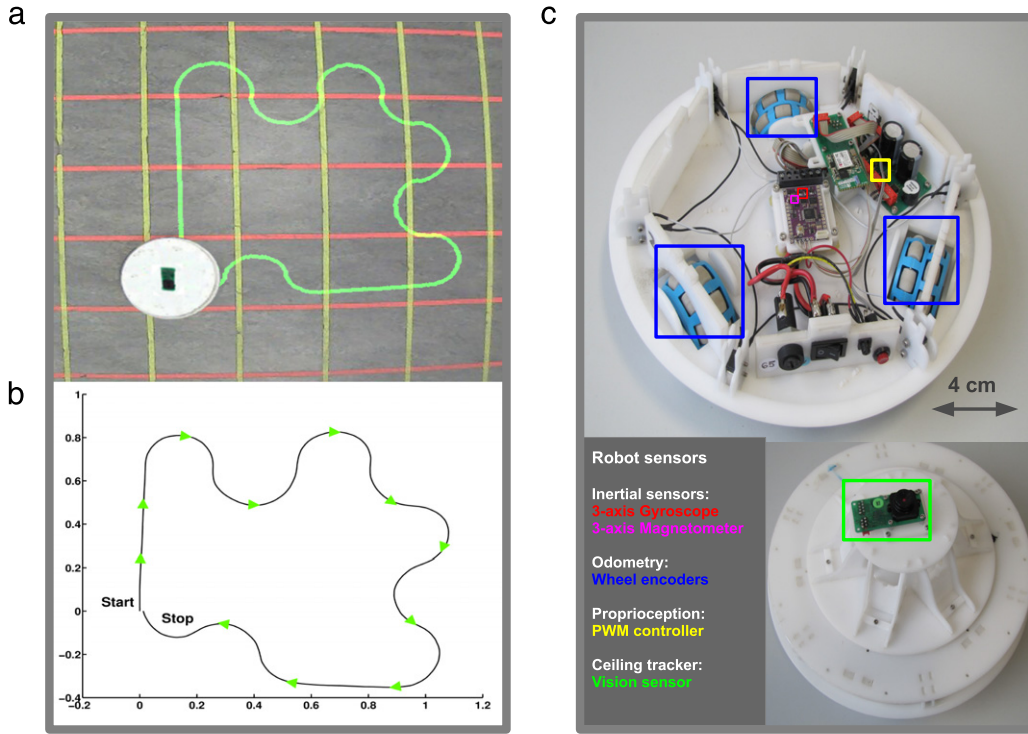 a
b
1
0.8
0.6
0.4
0.2
0
−0.2
−0.4
−0.2
0
0.2
0.4
0.6
0.8
1
1.2
Start
Stop
c
65
4 cm
Robot sensors
Inertial sensors:
3-axis Gyroscope
3-axis Magnetometer
Odometry:
Wheel encoders
Proprioception:
PWM controller
Ceiling tracker:
Vision sensor